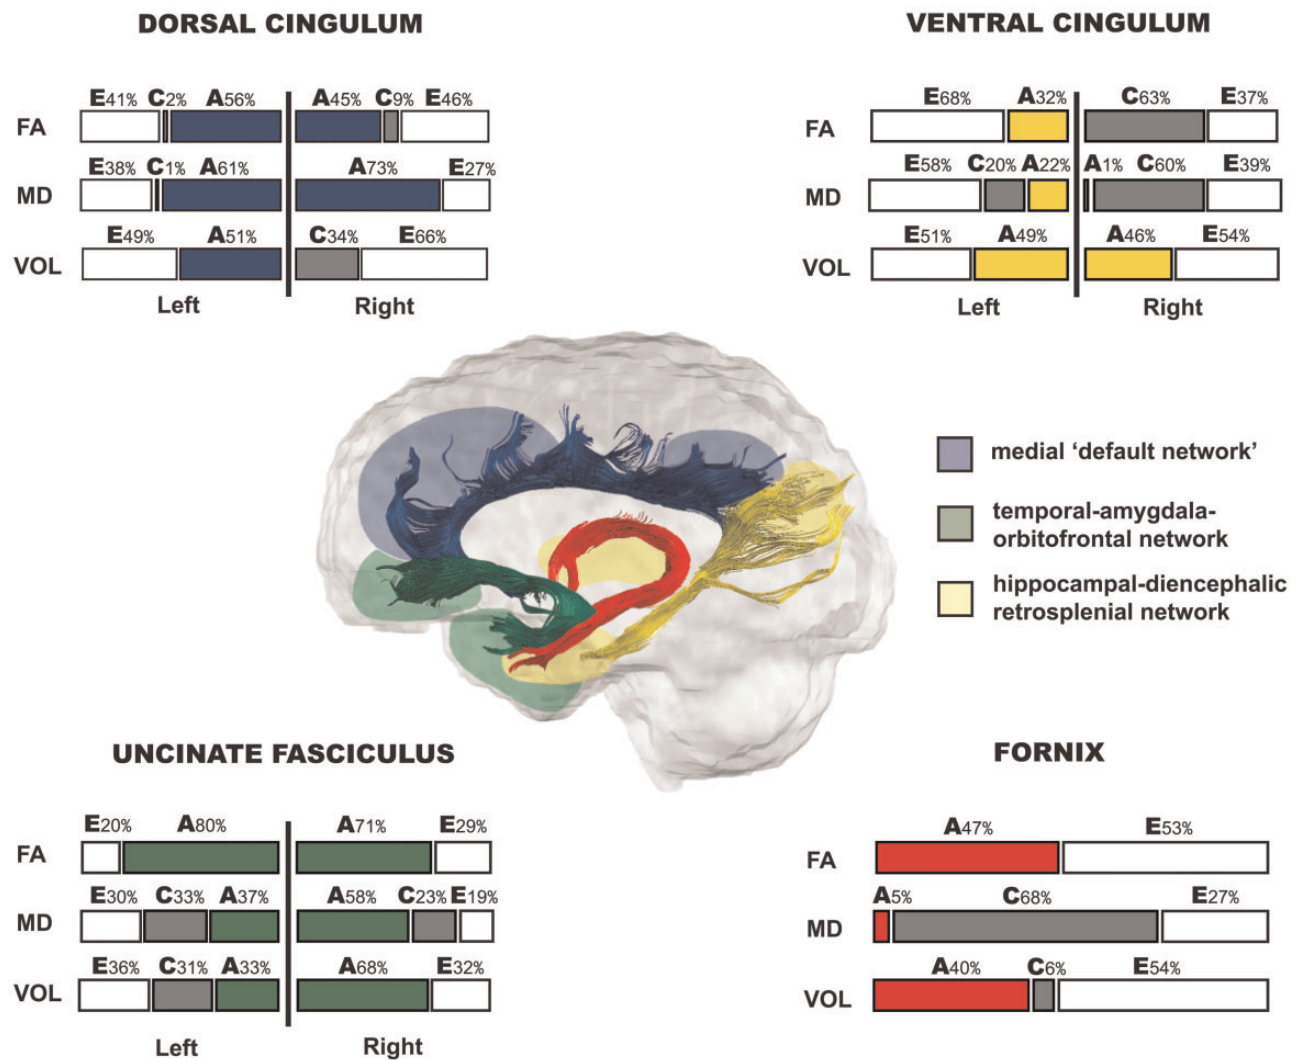 DORSAL CINGULUM
E41% C2% A56% A45% C9% E46%
FA
E38% C1% A61% A73% E27%
MD
E49% A51% C34% E66%
VOL
Left Right
VENTRAL CINGULUM
E68% A32% C63% E37%
FA
E58% C20% A22% A1% C60% E39%
MD
E51% A49% A46% E54%
VOL
Left Right
medial ‘default network’
temporal-amygdala-
orbitofrontal network
hippocampal-diencephalic
retrosplenial network
UNCINATE FASCICULUS
E20% A80% A71% E29%
FA
E30% C33% A37% A58% C23% E19%
MD
E36% C31% A33% A68% E32%
VOL
Left Right
FORNIX
A47% E53%
FA
A5% C68% E27%
MD
A40% C6% E54%
VOL